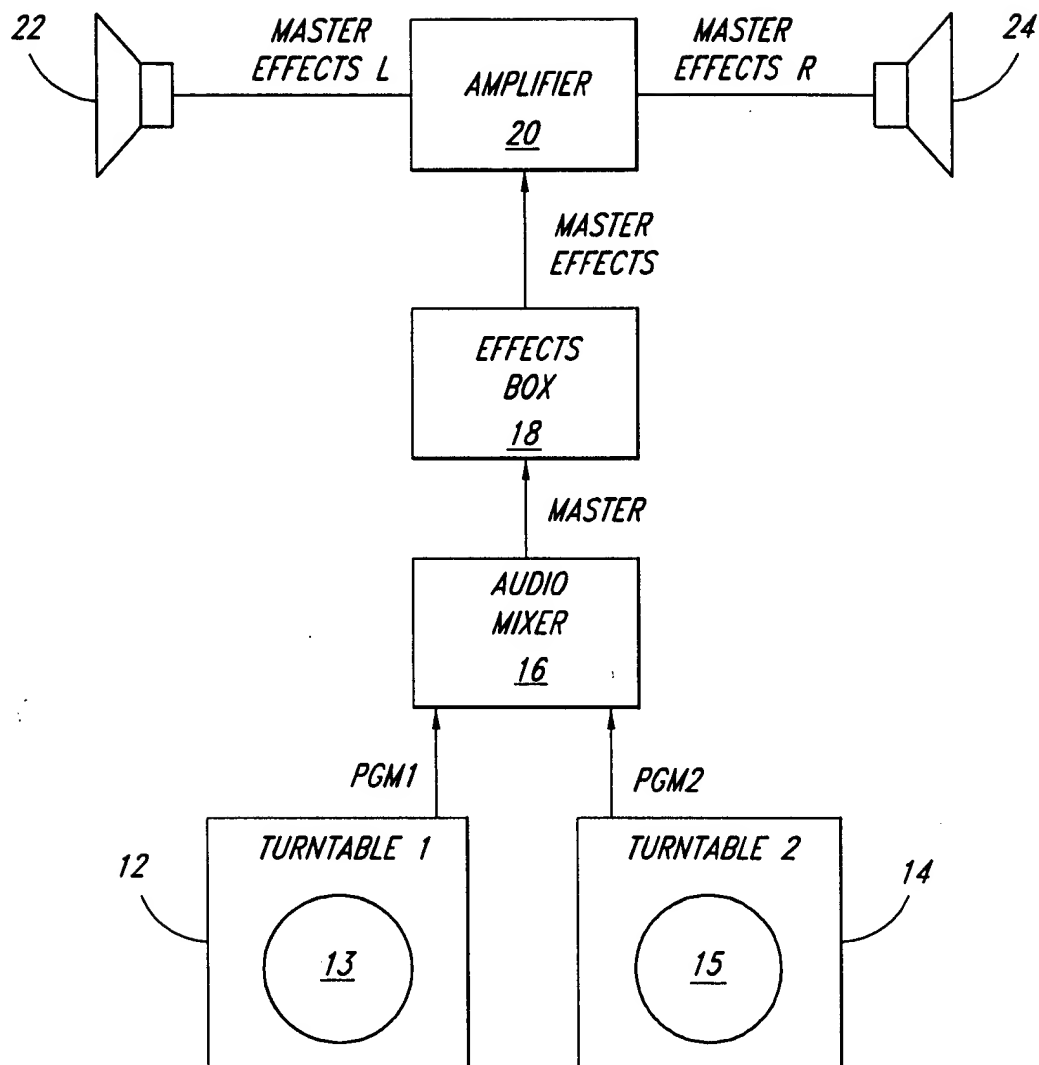 22
MASTER
EFFECTS L
AMPLIFIER
20
MASTER
EFFECTS R
24
MASTER
EFFECTS
EFFECTS
BOX
18
MASTER
AUDIO
MIXER
16
PGM1
PGM2
TURNTABLE 1
TURNTABLE 2
12
14
13
15